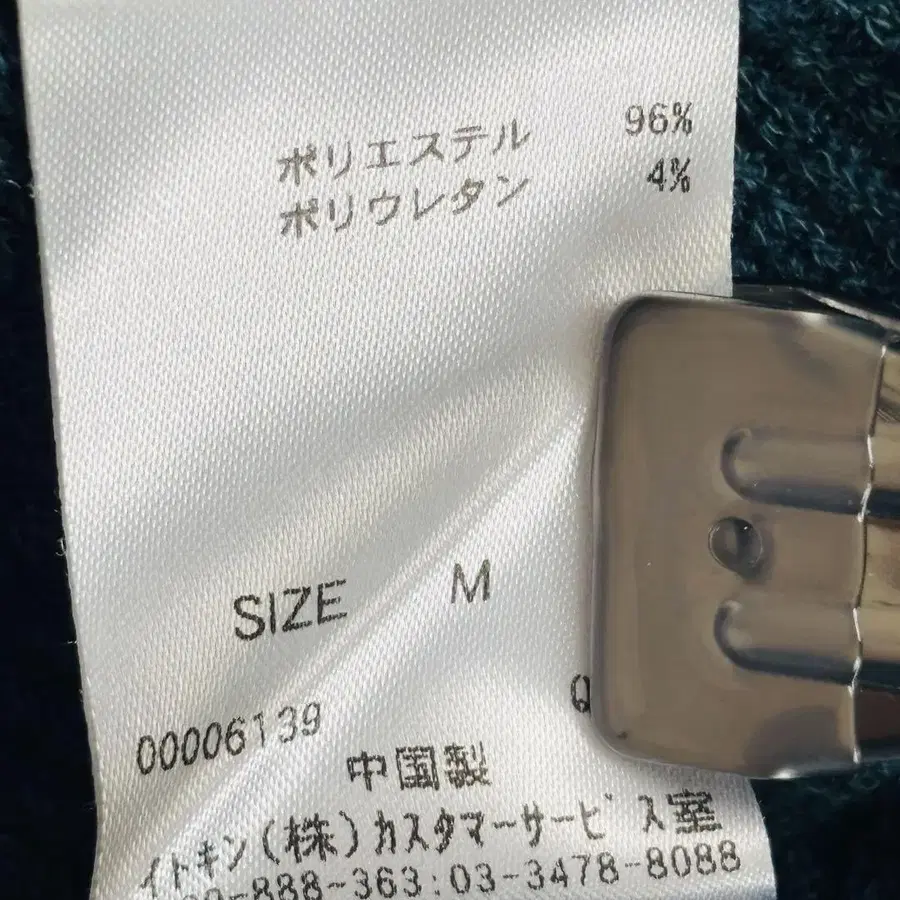 ポリエステル 96%
ポリウレタン 4%
SIZE M
00006139 Q
中国製
イトキン(株)カスタマーサービス室
-888-363:03-3478-8088